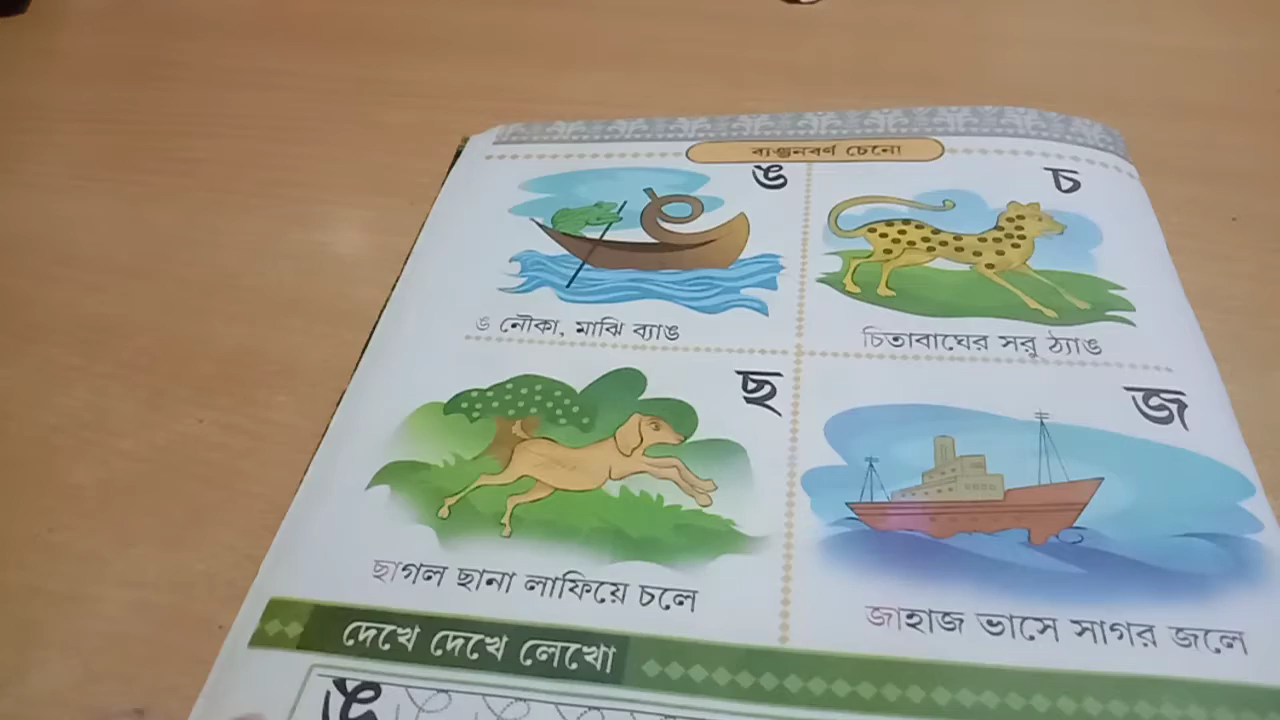 ব্যঞ্জনবর্ণ চেনো
ঙ
ঙ নৌকা, মাঝি ব্যাঙ
চ
চিতাবাঘের সরু ঠ্যাঙ
ছ
ছাগল ছানা লাফিয়ে চলে
জ
জাহাজ ভাসে সাগর জলে
দেখে দেখে লেখো
ঙ